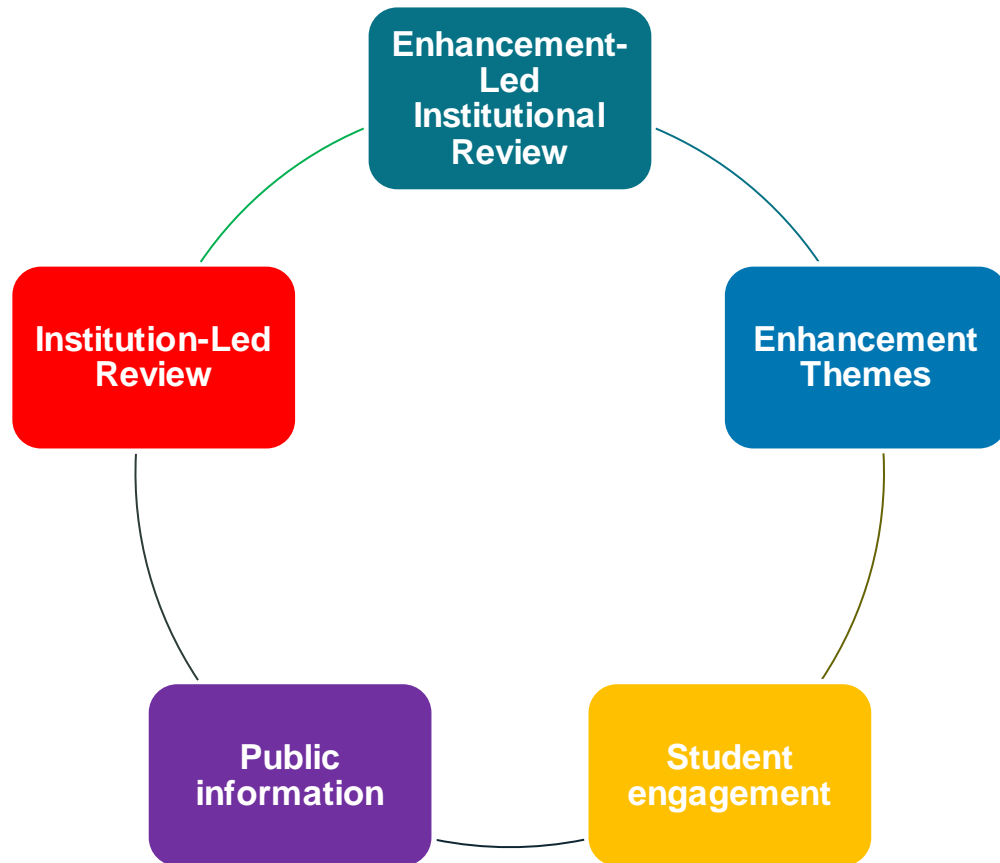 Enhancement-
Led
Institutional
Review
Institution-Led
Review
Enhancement
Themes
Public
information
Student
engagement